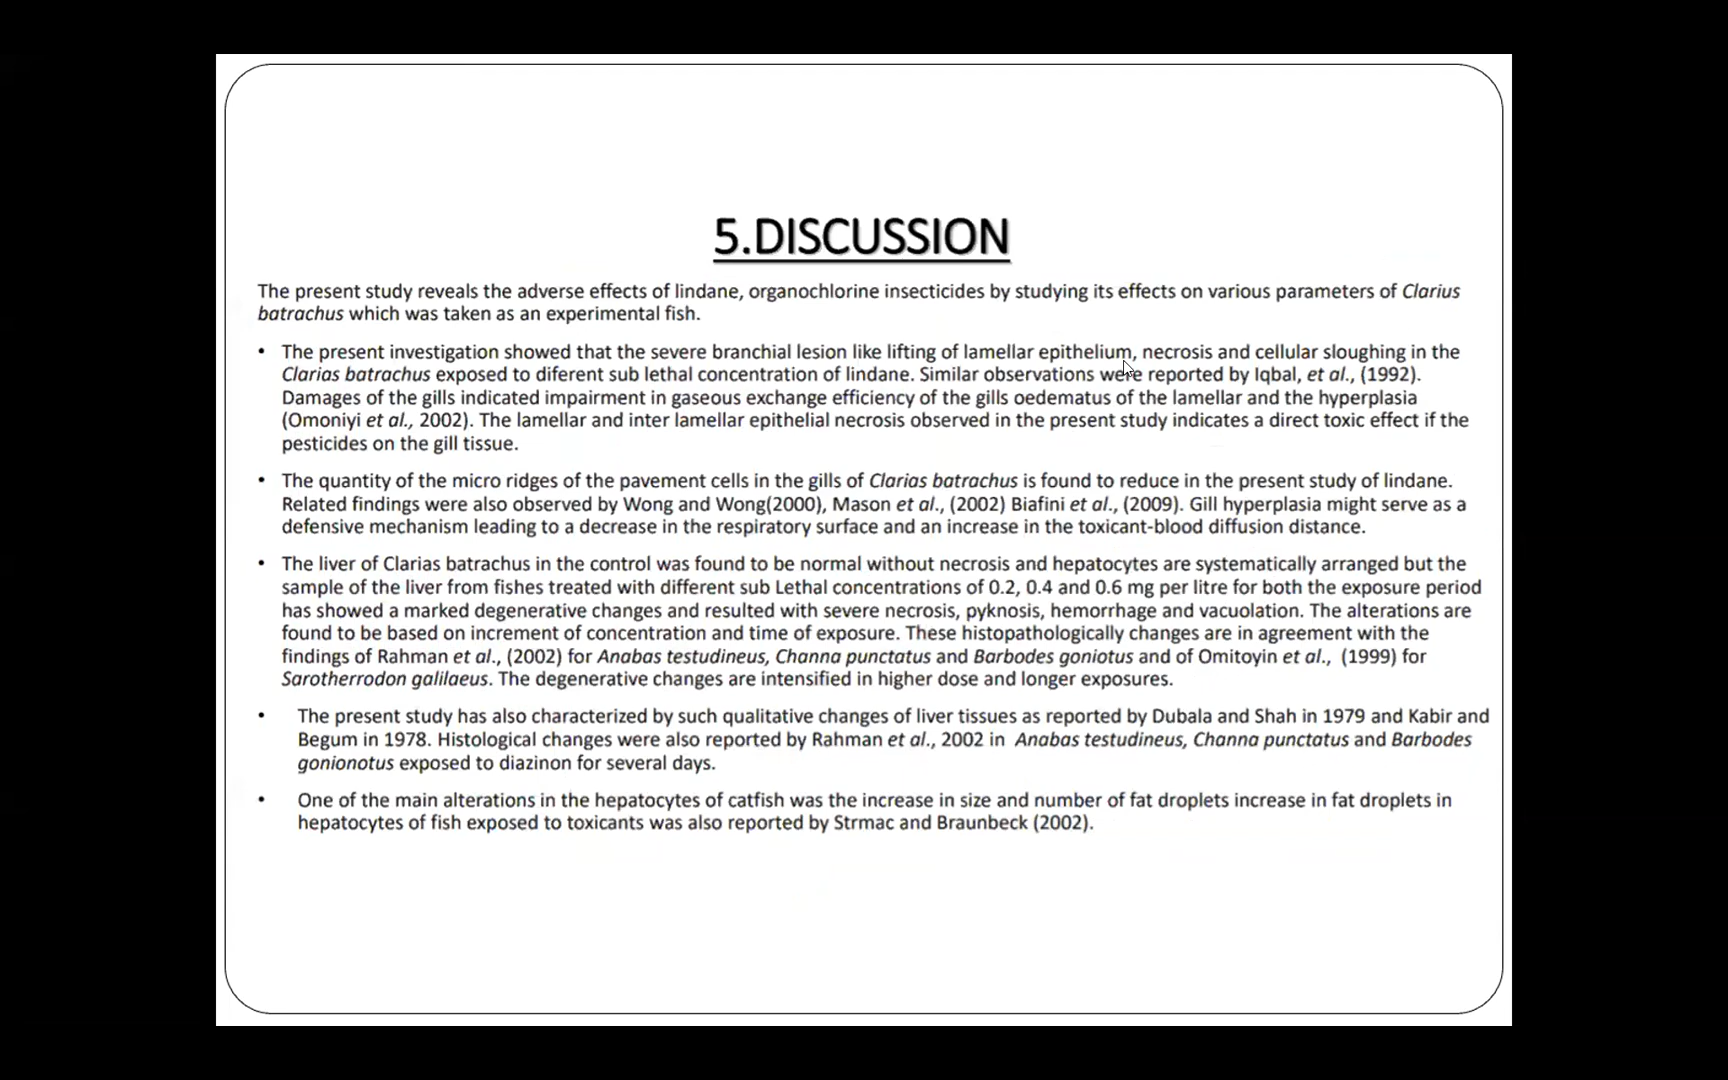 5.DISCUSSION
The present study reveals the adverse effects of lindane, organochlorine insecticides by studying its effects on various parameters of Clarius
batrachus which was taken as an experimental fish.
• The present investigation showed that the severe branchial lesion like lifting of lamellar epithelium, necrosis and cellular sloughing in the
Clarias batrachus exposed to diferent sub lethal concentration of lindane. Similar observations were reported by Iqbal, et al., (1992).
Damages of the gills indicated impairment in gaseous exchange efficiency of the gills oedematus of the lamellar and the hyperplasia
(Omoniyi et al., 2002). The lamellar and inter lamellar epithelial necrosis observed in the present study indicates a direct toxic effect if the
pesticides on the gill tissue.
• The quantity of the micro ridges of the pavement cells in the gills of Clarias batrachus is found to reduce in the present study of lindane.
Related findings were also observed by Wong and Wong(2000), Mason et al., (2002) Biafini et al., (2009). Gill hyperplasia might serve as a
defensive mechanism leading to a decrease in the respiratory surface and an increase in the toxicant-blood diffusion distance.
• The liver of Clarias batrachus in the control was found to be normal without necrosis and hepatocytes are systematically arranged but the
sample of the liver from fishes treated with different sub Lethal concentrations of 0.2, 0.4 and 0.6 mg per litre for both the exposure period
has showed a marked degenerative changes and resulted with severe necrosis, pyknosis, hemorrhage and vacuolation. The alterations are
found to be based on increment of concentration and time of exposure. These histopathologically changes are in agreement with the
findings of Rahman et al., (2002) for Anabas testudineus, Channa punctatus and Barbodes goniotus and of Omitoyin et al., (1999) for
Sarotherrodon galilaeus. The degenerative changes are intensified in higher dose and longer exposures.
• The present study has also characterized by such qualitative changes of liver tissues as reported by Dubala and Shah in 1979 and Kabir and
Begum in 1978. Histological changes were also reported by Rahman et al., 2002 in Anabas testudineus, Channa punctatus and Barbodes
gonionotus exposed to diazinon for several days.
• One of the main alterations in the hepatocytes of catfish was the increase in size and number of fat droplets increase in fat droplets in
hepatocytes of fish exposed to toxicants was also reported by Strmac and Braunbeck (2002).